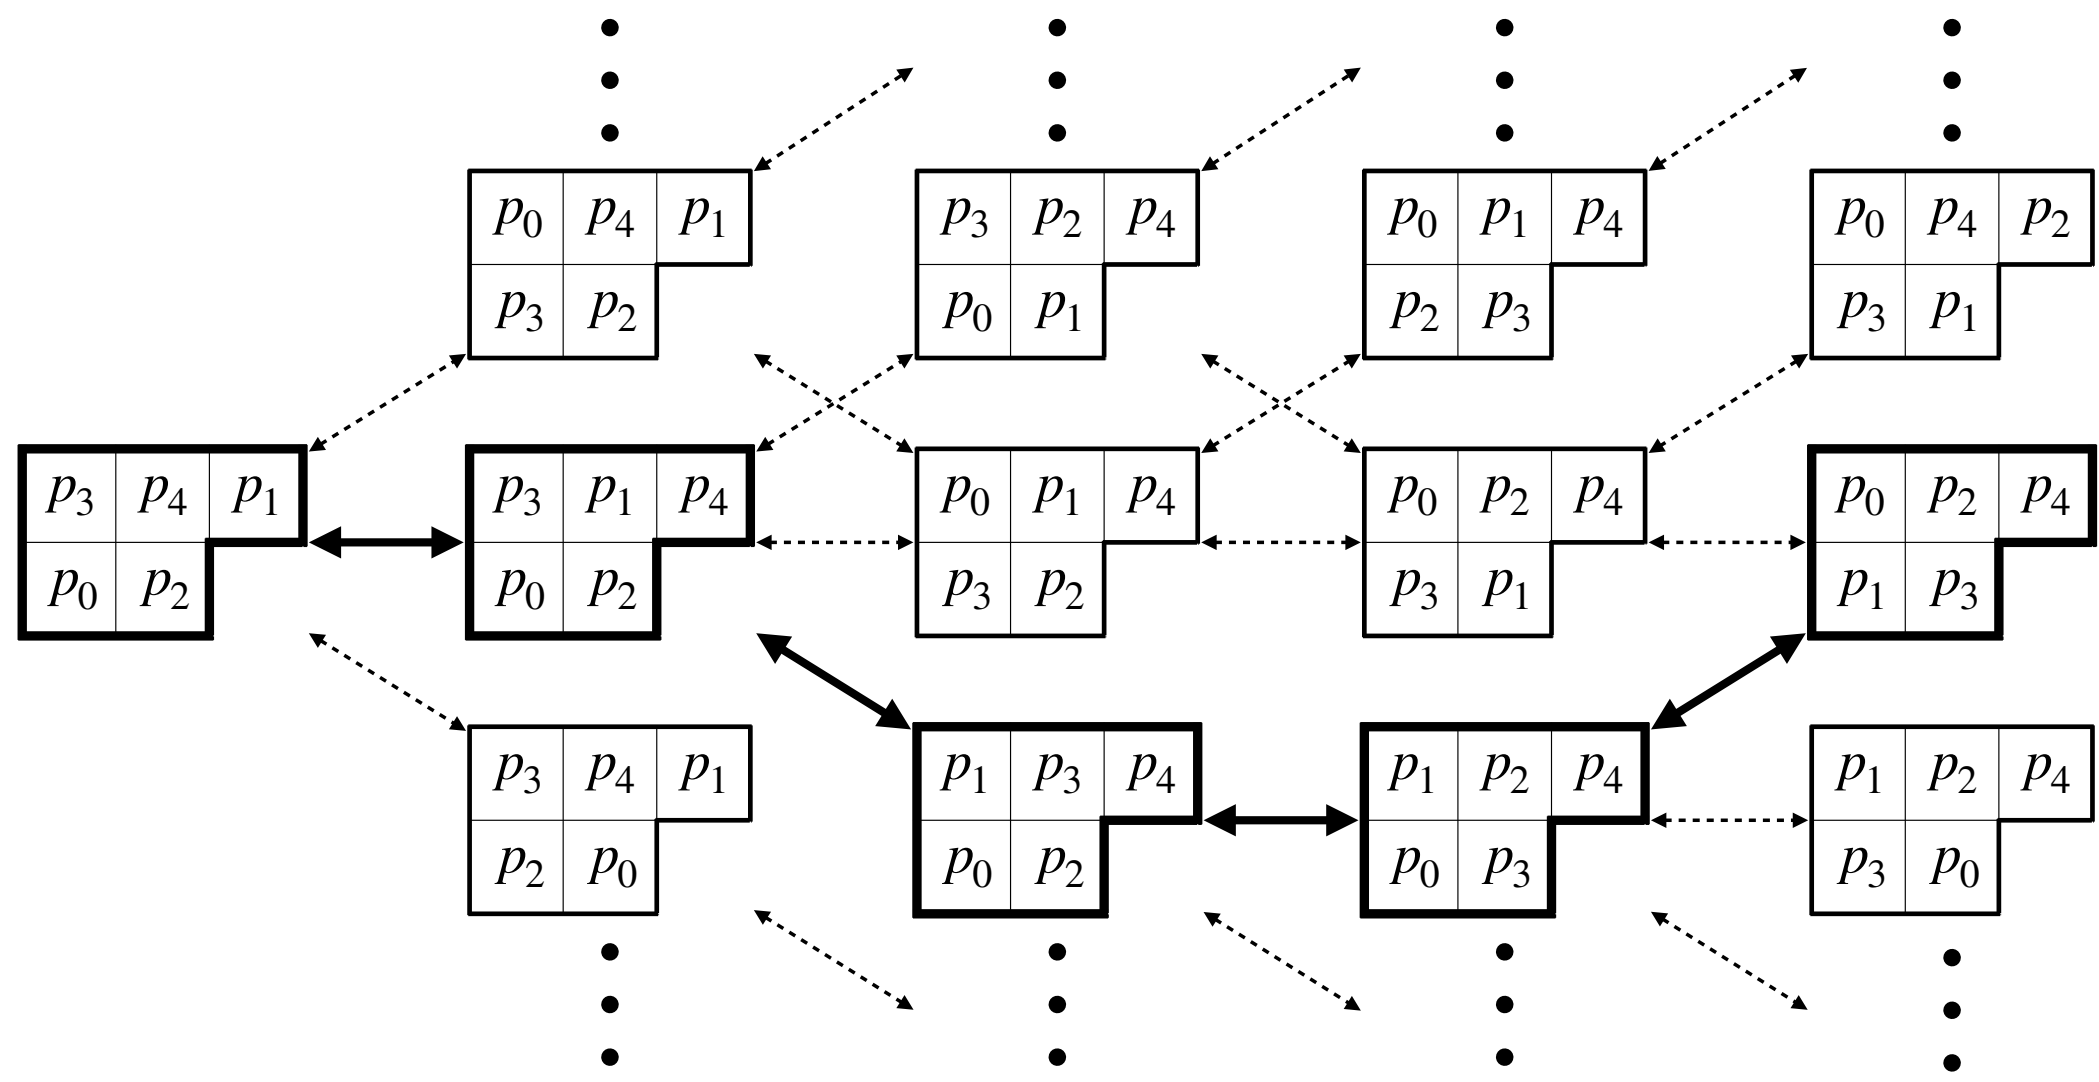 p₀ p₄ p₁ p₃ p₂ p₄ p₀ p₁ p₄ p₀ p₄ p₂
p₃ p₂ p₀ p₁ p₂ p₃ p₃ p₁
p₃ p₄ p₁ p₃ p₁ p₄ p₀ p₁ p₄ p₀ p₂ p₄ p₀ p₂ p₄
p₀ p₂ p₀ p₂ p₃ p₂ p₃ p₁ p₁ p₃
p₃ p₄ p₁ p₁ p₃ p₄ p₁ p₂ p₄ p₁ p₂ p₄
p₂ p₀ p₀ p₂ p₀ p₃ p₃ p₀